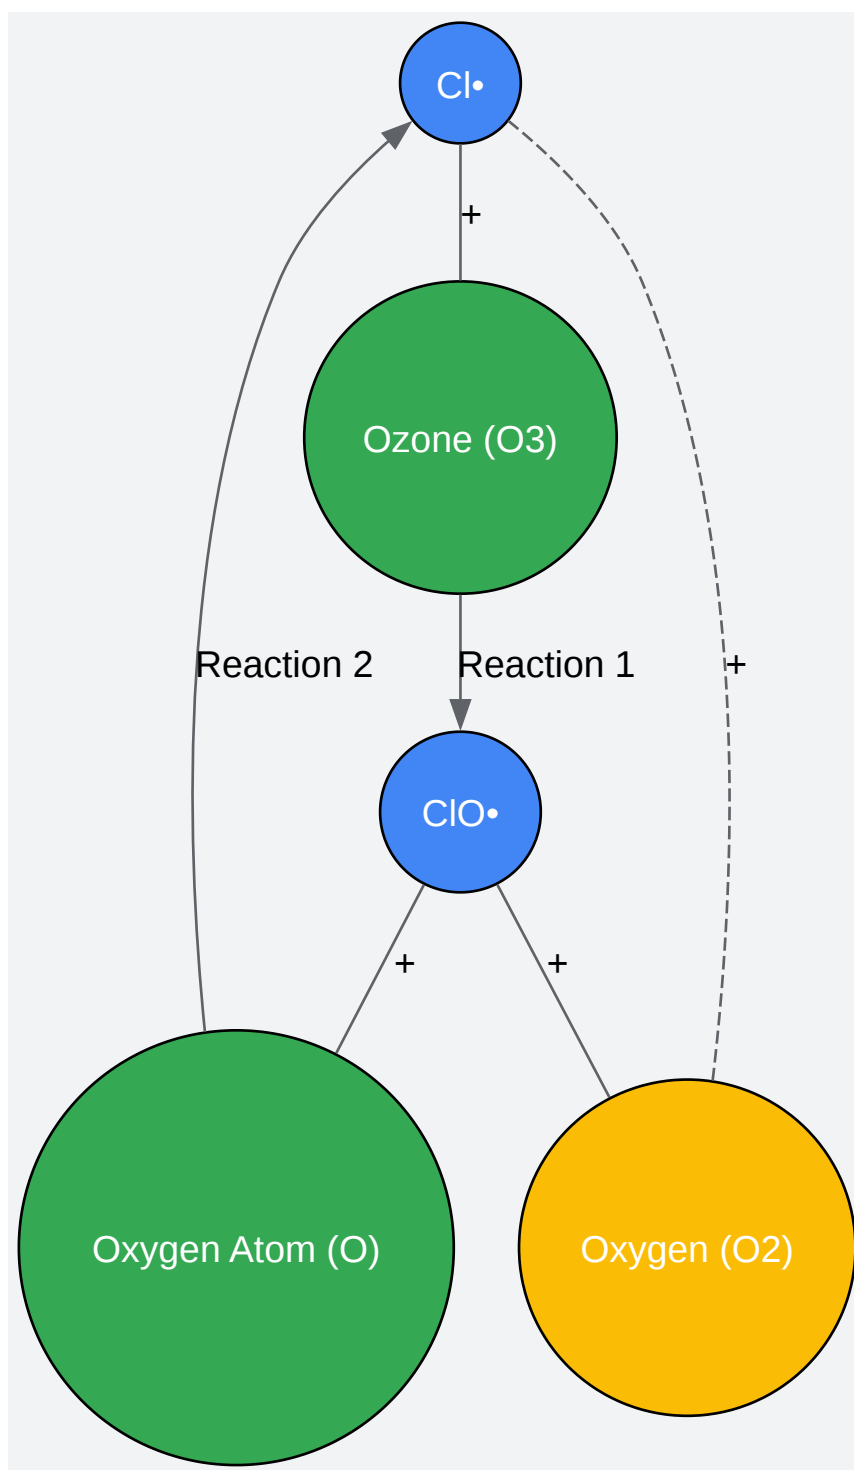 Cl•
+
Ozone (O3)
Reaction 2
Reaction 1
+
ClO•
+
+
Oxygen Atom (O)
Oxygen (O2)